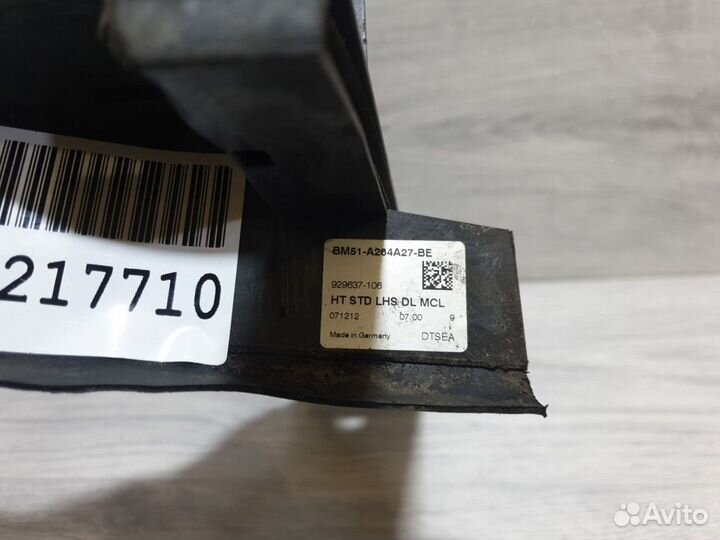 217710
BM51-A264A27-BE
929637-106
HT STD LHS DL MCL
071212 07:00 9
Made in Germany DTSEA
Avito